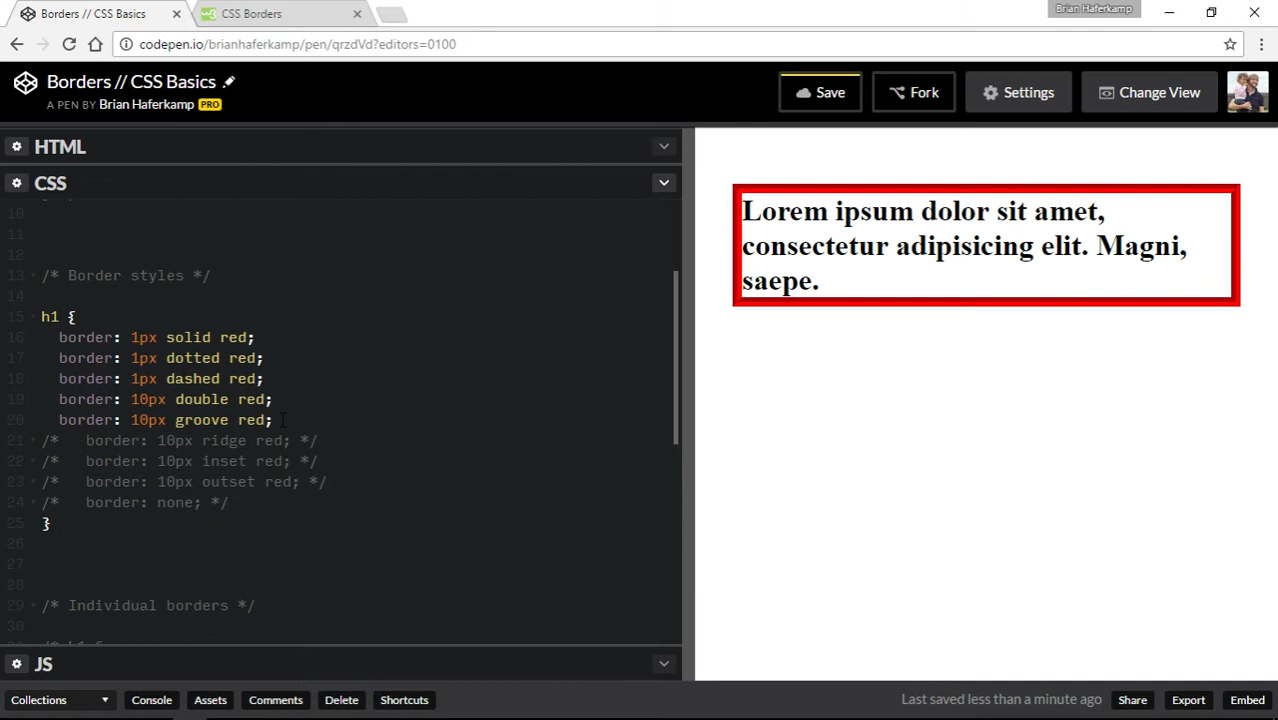 Borders // CSS Basics
CSS Borders
Brian Haferkamp
codepen.io/brianhaferkamp/pen/qrzdVd?editors=0100
Borders // CSS Basics
A PEN BY Brian Haferkamp PRO
Save
Fork
Settings
Change View
HTML
CSS
10
11
12
13 /* Border styles */
14
15 h1 {
16 border: 1px solid red;
17 border: 1px dotted red;
18 border: 1px dashed red;
19 border: 10px double red;
20 border: 10px groove red;
21 /* border: 10px ridge red; */
22 /* border: 10px inset red; */
23 /* border: 10px outset red; */
24 /* border: none; */
25 }
26
27
28
29 /* Individual borders */
30
JS
Lorem ipsum dolor sit amet,
consectetur adipisicing elit. Magni,
saepe.
Collections
Console
Assets
Comments
Delete
Shortcuts
Last saved less than a minute ago
Share
Export
Embed